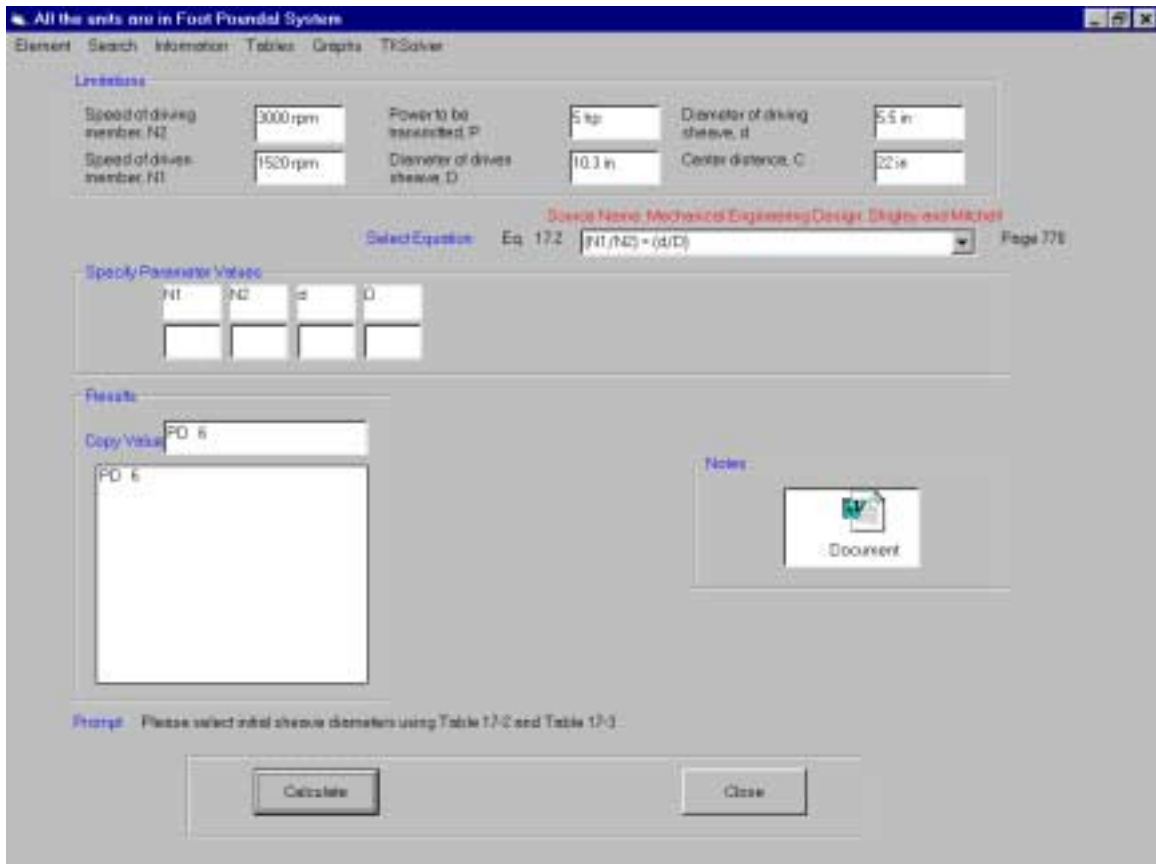 All the units are in Foot Poundal System
Element Search Information Tables Graphs TKSolver
Limitations
Speed of driving member, N2
3000 rpm
Power to be transmitted, P
5 hp
Diameter of driving sheave, d
5.5 in
Speed of driven member, N1
1520 rpm
Diameter of driven sheave, D
10.3 in
Center distance, C
22 in
Source Name: Mechanical Engineering Design: Shigley and Mitchell
Select Equation Eq. 17.2 (N1/N2) = (d/D) Page 778
Specify Parameter Values
N1 N2 d D
Results
Copy Value PD 6
PD 6
Notes
Document
Prompt Please select initial sheave diameters using Table 17-2 and Table 17-3
Calculate Close